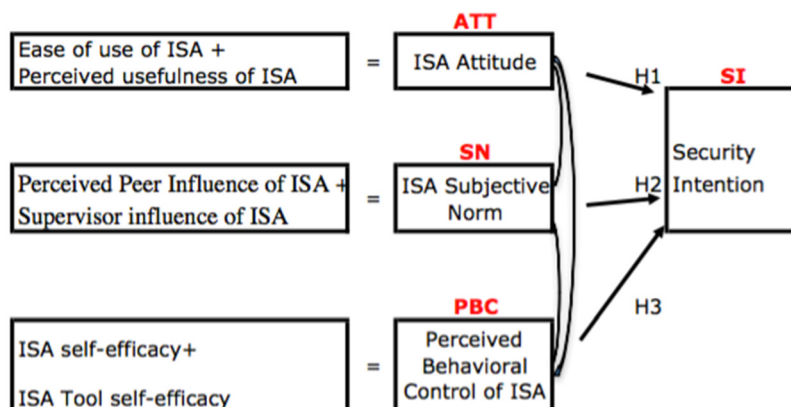 ATT
Ease of use of ISA +
Perceived usefulness of ISA
=
ISA Attitude
H1
SI
SN
Perceived Peer Influence of ISA +
Supervisor influence of ISA
=
ISA Subjective
Norm
H2
Security
Intention
PBC
H3
ISA self-efficacy+
ISA Tool self-efficacy
=
Perceived
Behavioral
Control of ISA